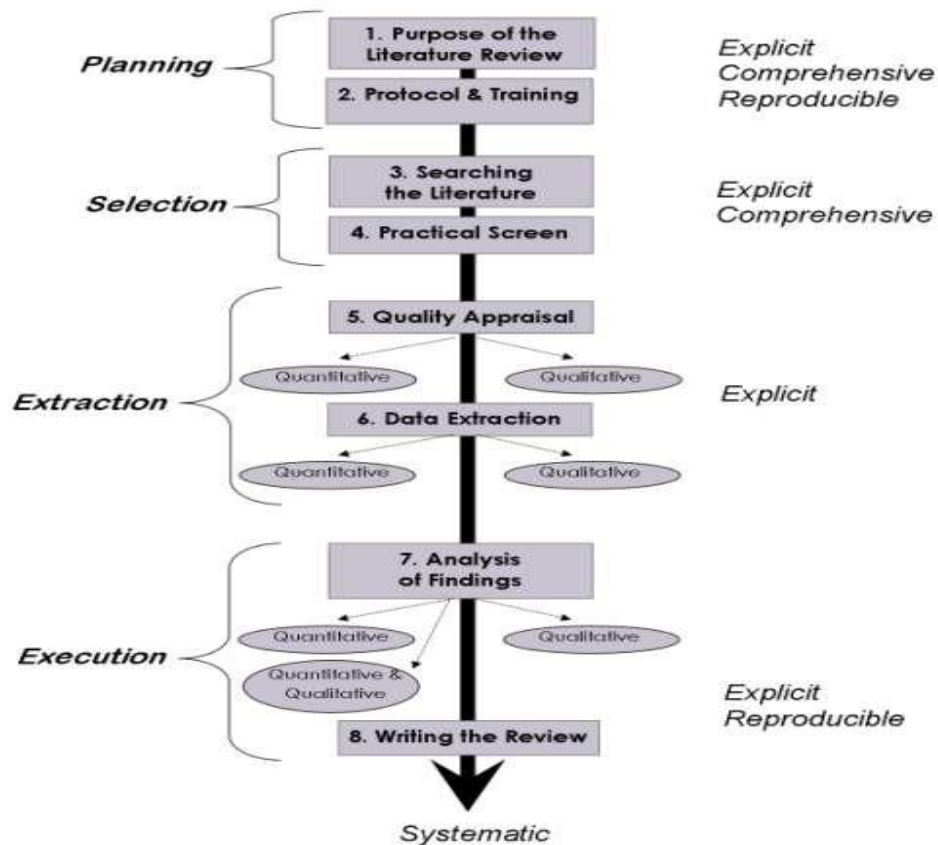 Planning
1. Purpose of the
Literature Review
2. Protocol & Training
Explicit
Comprehensive
Reproducible
Selection
3. Searching
the Literature
4. Practical Screen
Explicit
Comprehensive
Extraction
5. Quality Appraisal
Quantitative
Qualitative
6. Data Extraction
Quantitative
Qualitative
Explicit
Execution
7. Analysis
of Findings
Quantitative
Qualitative
Quantitative &
Qualitative
8. Writing the Review
Explicit
Reproducible
Systematic